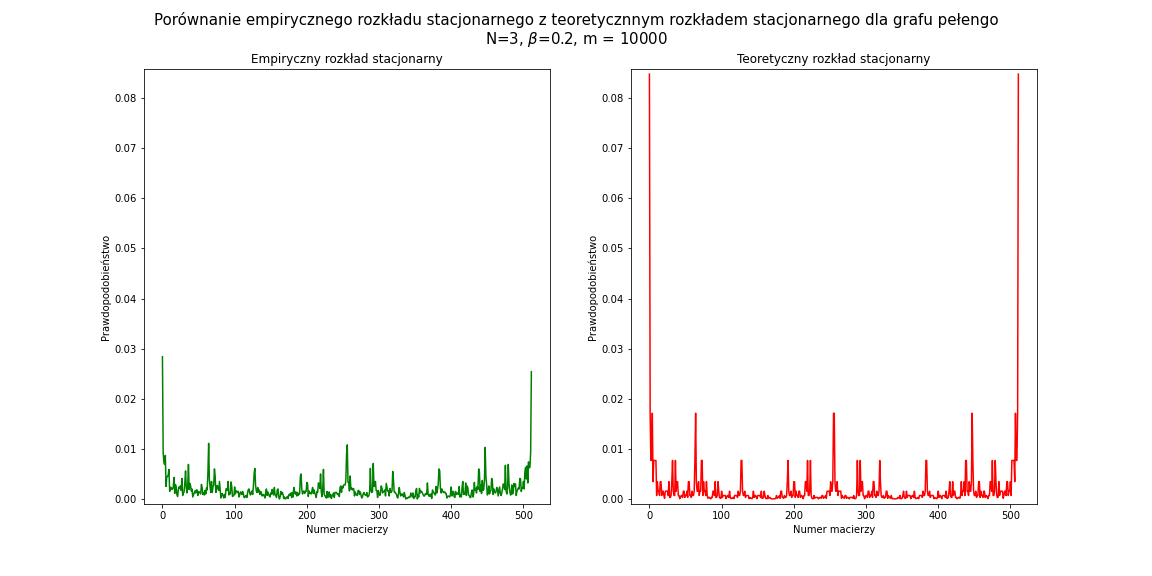 Porównanie empirycznego rozkładu stacjonarnego z teoretycznnym rozkładem stacjonarnego dla grafu pełengo
N=3, β=0.2, m = 10000
Empiryczny rozkład stacjonarny
Teoretyczny rozkład stacjonarny
Prawdopodobieństwo
0.08
0.07
0.06
0.05
0.04
0.03
0.02
0.01
0.00
0 100 200 300 400 500
Numer macierzy
Prawdopodobieństwo
0.08
0.07
0.06
0.05
0.04
0.03
0.02
0.01
0.00
0 100 200 300 400 500
Numer macierzy